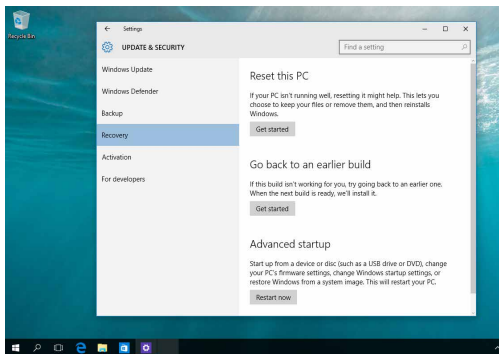 Recycle Bin
Settings
UPDATE & SECURITY
Find a setting
Windows Update
Windows Defender
Backup
Recovery
Activation
For developers
Reset this PC
If your PC isn't running well, resetting it might help. This lets you
choose to keep your files or remove them, and then reinstalls
Windows.
Get started
Go back to an earlier build
If this build isn't working for you, try going back to an earlier one.
When the next build is ready, we'll install it.
Get started
Advanced startup
Start up from a device or disc (such as a USB drive or DVD), change
your PC's firmware settings, change Windows startup settings, or
restore Windows from a system image. This will restart your PC.
Restart now